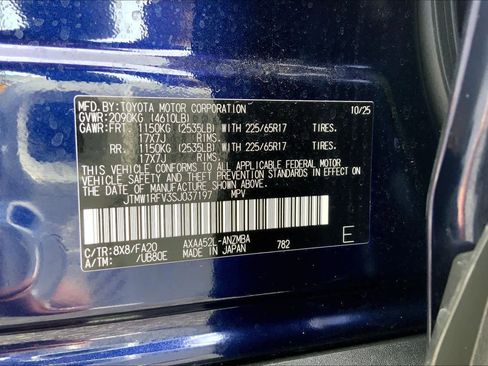 MFD.BY:TOYOTA MOTOR CORPORATION 10/25
GVWR:2090KG (4610LB)
GAWR:FRT. 1150KG (2535LB) WITH 225/65R17 TIRES.
17X7J RIMS.
RR. 1150KG (2535LB) WITH 225/65R17 TIRES.
17X7J RIMS.
THIS VEHICLE CONFORMS TO ALL APPLICABLE FEDERAL MOTOR
VEHICLE SAFETY AND THEFT PREVENTION STANDARDS IN
EFFECT ON THE DATE OF MANUFACTURE SHOWN ABOVE.
JTMW1RFV3SJ037197 MPV
C/TR:8X8/FA20 AXAA52L-ANZMBA 782 E
A/TM: /UB80E MADE IN JAPAN